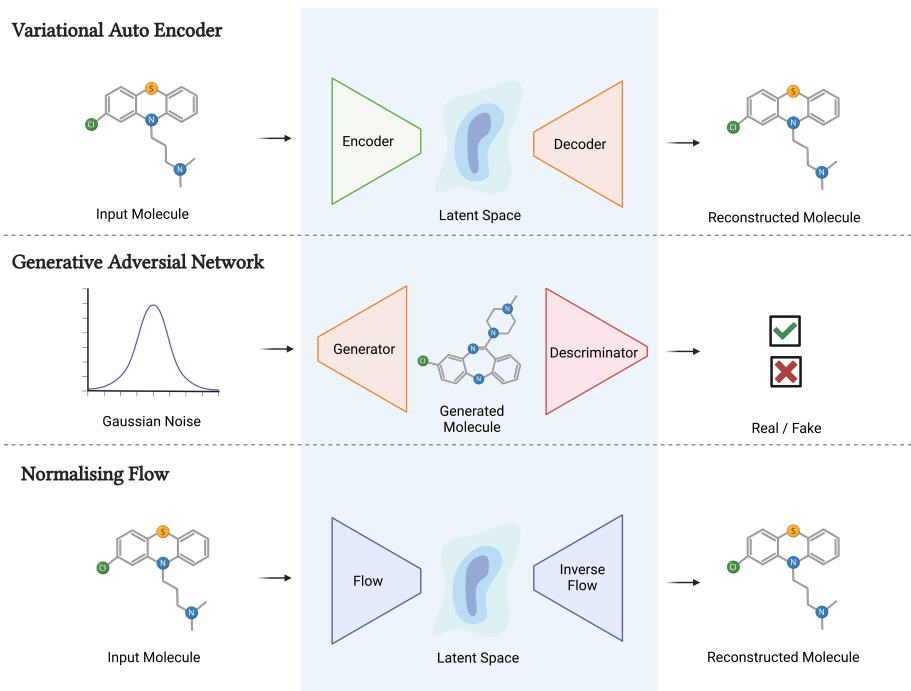 Variational Auto Encoder
S
Cl
N
N
Input Molecule
Encoder
Latent Space
Decoder
S
Cl
N
N
Reconstructed Molecule
Generative Adversial Network
Gaussian Noise
Generator
N
N
N
Cl
N
Generated
Molecule
Descriminator
Real / Fake
Normalising Flow
S
Cl
N
N
Input Molecule
Flow
Latent Space
Inverse
Flow
S
Cl
N
N
Reconstructed Molecule